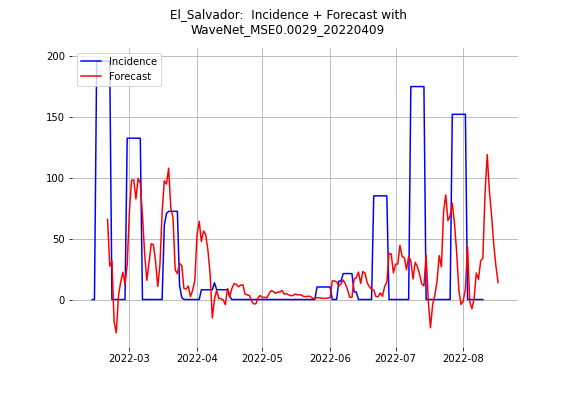 El_Salvador:  Incidence + Forecast with
WaveNet_MSE0.0029_20220409
Incidence
Forecast
200
150
100
50
0
2022-03
2022-04
2022-05
2022-06
2022-07
2022-08